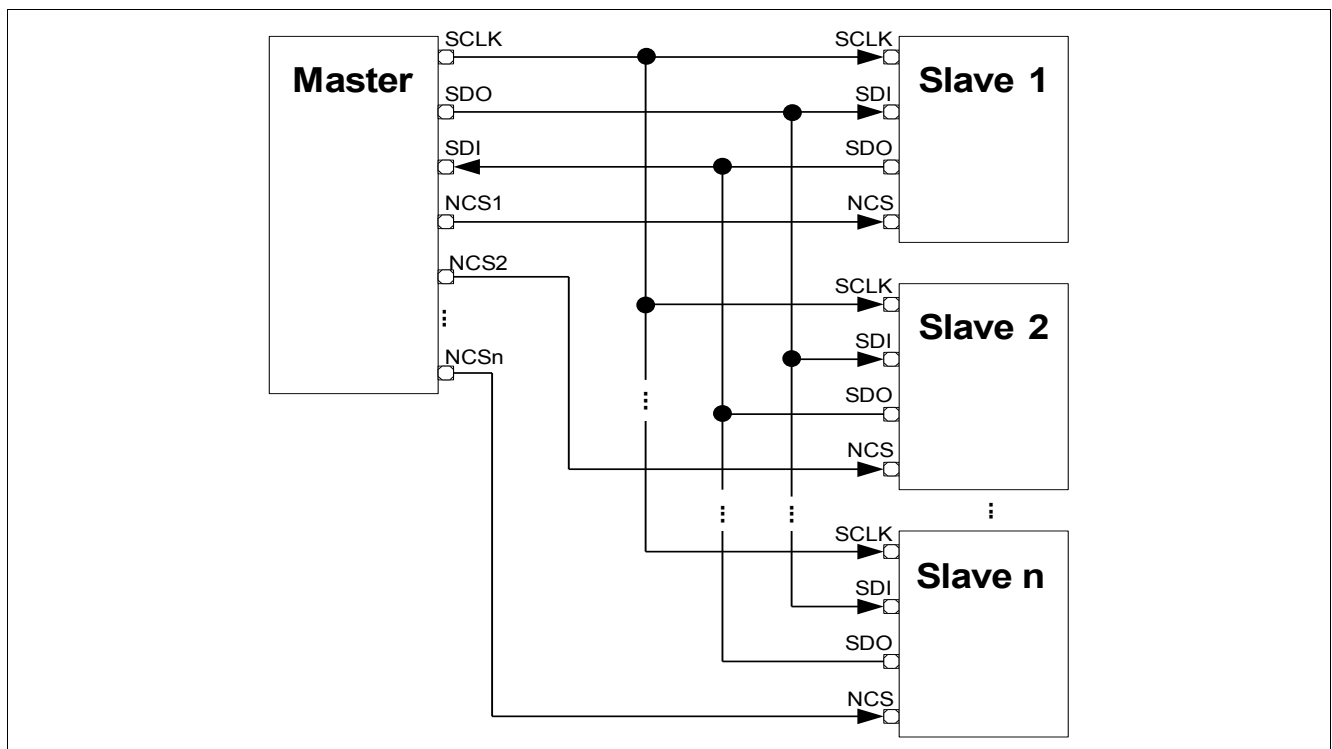 SCLK
Master
SDO
SDI
NCS1
NCS2
...
NCSn
SCLK
Slave 1
SDI
SDO
NCS
SCLK
Slave 2
SDI
...
SDO
NCS
...
...
...
SCLK
Slave n
SDI
SDO
NCS